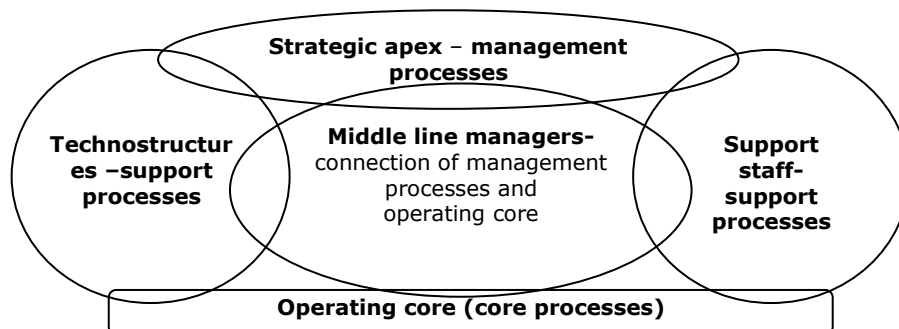 Strategic apex – management
processes
Technostructur
es –support
processes
Middle line managers-
connection of management
processes and
operating core
Support
staff-
support
processes
Operating core (core processes)